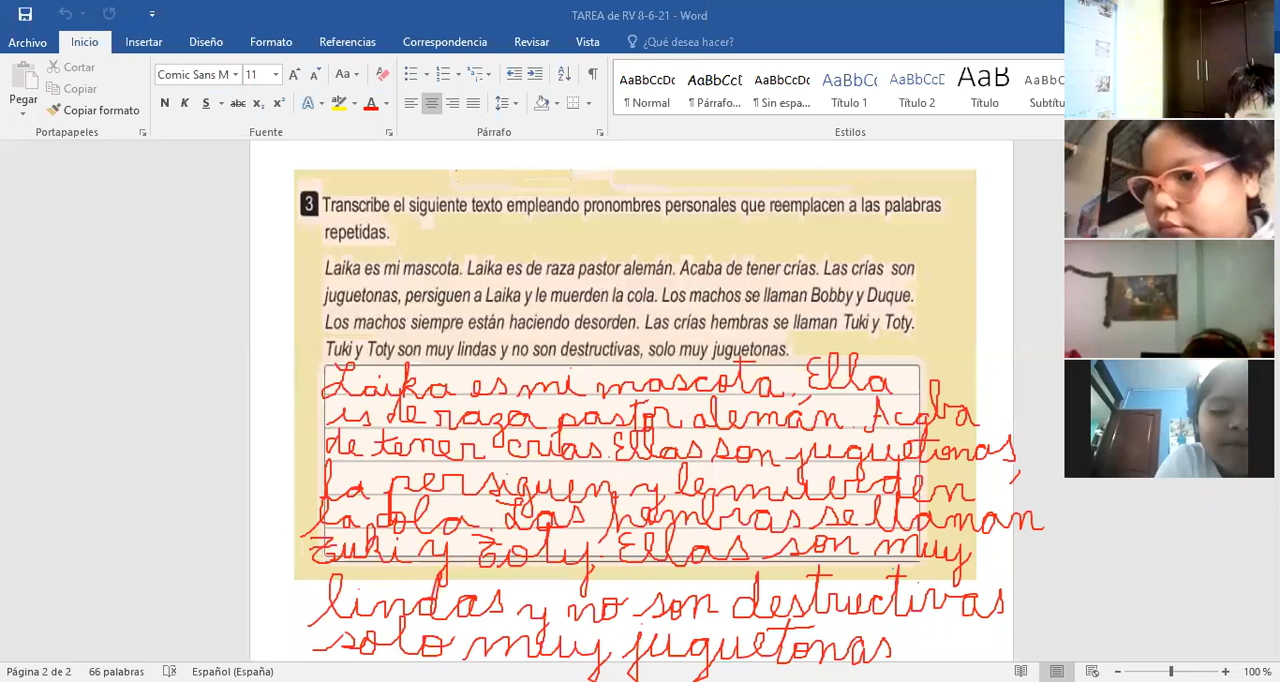 TAREA de RV 8-6-21 - Word
Archivo Inicio Insertar Diseño Formato Referencias Correspondencia Revisar Vista ¿Qué desea hacer?
Cortar
Copiar
Copiar formato
Pegar
Portapapeles
Comic Sans M 11
Aa
N K S abc x₂ x²
A
Fuente
Párrafo
AaBbCcDc AaBbCcD AaBbCcDc AaBbC AaBbCcD AaB AaBbCc
¶ Normal ¶ Párrafo... ¶ Sin espa... Título 1 Título 2 Título Subtítu
Estilos
3 Transcribe el siguiente texto empleando pronombres personales que reemplacen a las palabras
repetidas.
Laika es mi mascota. Laika es de raza pastor alemán. Acaba de tener crías. Las crías son
juguetonas, persiguen a Laika y le muerden la cola. Los machos se llaman Bobby y Duque.
Los machos siempre están haciendo desorden. Las crías hembras se llaman Tuki y Toty.
Tuki y Toty son muy lindas y no son destructivas, solo muy juguetonas.
Laika es mi mascota. Ella
es de raza pastor alemán. Acaba
de tener crías. Ellas son juguetonas,
la persiguen y le muerden
la cola. Las hembras se llaman
Tuki y Toty. Ellas son muy
lindas y no son destructivas
solo muy juguetonas
Página 2 de 2 66 palabras Español (España) 100 %